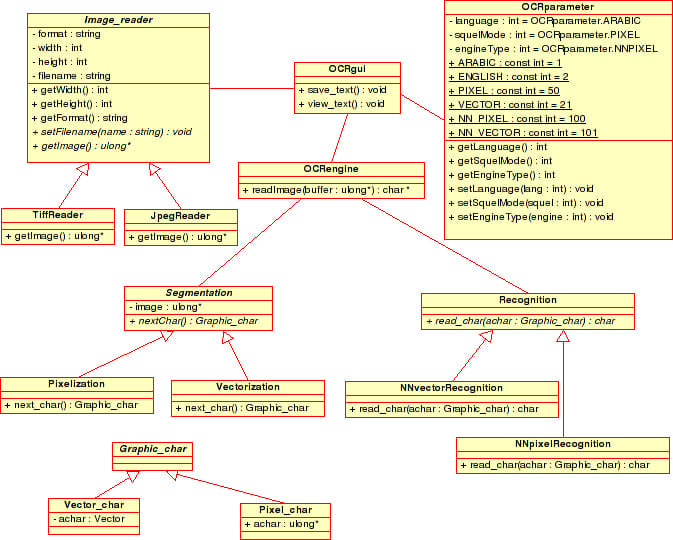 Image_reader
- format : string
- width : int
- height : int
- filename : string
+ getWidth() : int
+ getHeight() : int
+ getFormat() : string
+ setFilename(name : string) : void
+ getImage() : ulong*
OCRgui
+ save_text() : void
+ view_text() : void
OCRparameter
- language : int = OCRparameter.ARABIC
- squelMode : int = OCRparameter.PIXEL
- engineType : int = OCRparameter.NNPIXEL
+ ARABIC : const int = 1
+ ENGLISH : const int = 2
+ PIXEL : const int = 50
+ VECTOR : const int = 21
+ NN_PIXEL : const int = 100
+ NN_VECTOR : const int = 101
+ getLanguage() : int
+ getSquelMode() : int
+ getEngineType() : int
+ setLanguage(lang : int) : void
+ setSquelMode(squel : int) : void
+ setEngineType(engine : int) : void
OCRengine
+ readImage(buffer : ulong*) : char *
TiffReader
+ getImage() : ulong*
JpegReader
+ getImage() : ulong*
Segmentation
- image : ulong*
+ nextChar() : Graphic_char
Recognition
+ read_char(achar : Graphic_char) : char
Pixelization
+ next_char() : Graphic_char
Vectorization
+ next_char() : Graphic_char
NNvectorRecognition
+ read_char(achar : Graphic_char) : char
NNpixelRecognition
+ read_char(achar : Graphic_char) : char
Graphic_char
Vector_char
- achar : Vector
Pixel_char
+ achar : ulong*